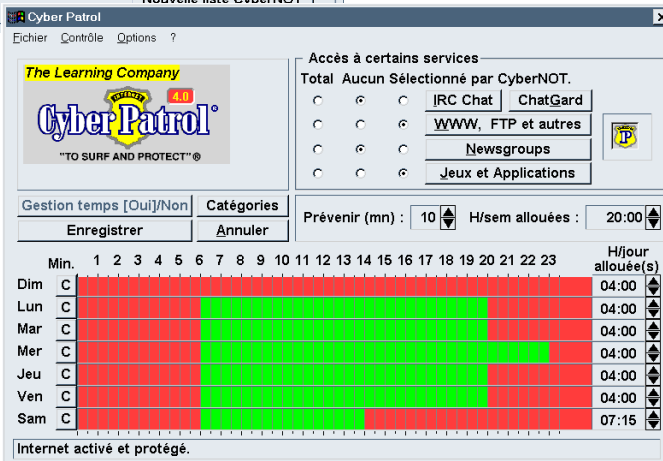 Nouvelle liste CyberNOT
Cyber Patrol
Fichier Contrôle Options ?
The Learning Company
4.0
Cyber Patrol
"TO SURF AND PROTECT"®
Accès à certains services
Total Aucun Sélectionné par CyberNOT.
IRC Chat ChatGard
WWW, FTP et autres
Newsgroups
Jeux et Applications
P
Gestion temps [Oui]/Non Catégories
Enregistrer Annuler
Prévenir (mn) : 10 H/sem allouées : 20:00
Min. 1 2 3 4 5 6 7 8 9 10 11 12 13 14 15 16 17 18 19 20 21 22 23 H/jour allouée(s)
Dim C 04:00
Lun C 04:00
Mar C 04:00
Mer C 04:00
Jeu C 04:00
Ven C 04:00
Sam C 07:15
Internet activé et protégé.